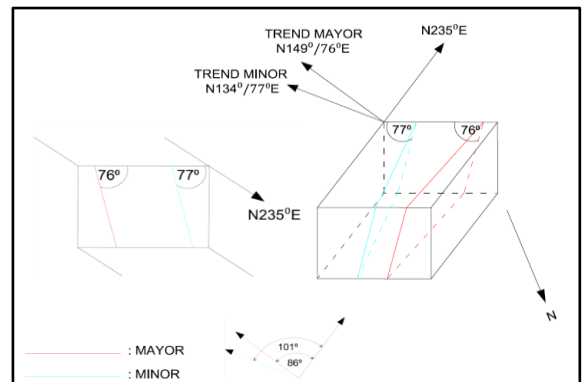 N235°E
TREND MAYOR
N149°/76°E
TREND MINOR
N134°/77°E
77°
76°
76°
77°
N235°E
N
101°
86°
: MAYOR
: MINOR